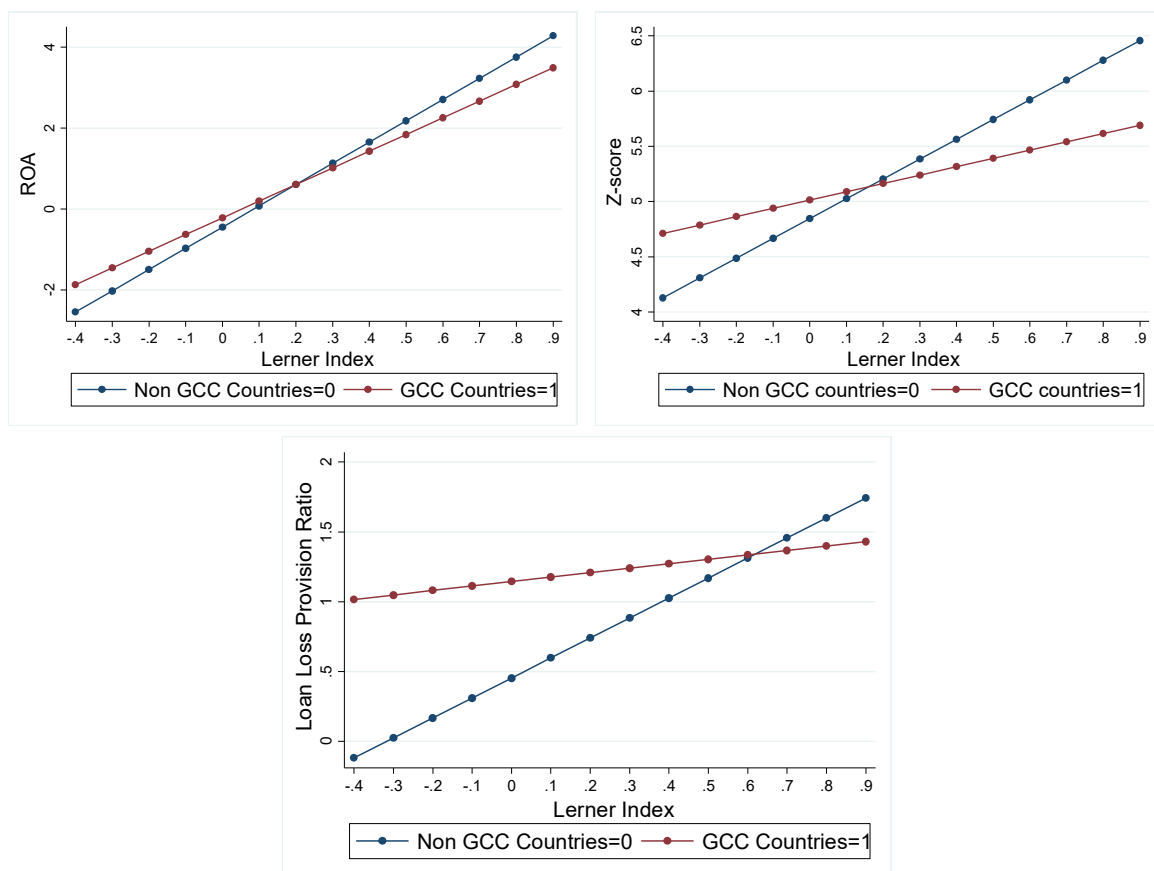 ROA
4
2
0
-2
-.4 -.3 -.2 -.1 0 .1 .2 .3 .4 .5 .6 .7 .8 .9
Lerner Index
Non GCC Countries=0 GCC Countries=1
Z-score
6.5
6
5.5
5
4.5
4
-.4 -.3 -.2 -.1 0 .1 .2 .3 .4 .5 .6 .7 .8 .9
Lerner Index
Non GCC countries=0 GCC countries=1
Loan Loss Provision Ratio
2
1.5
1
.5
0
-.4 -.3 -.2 -.1 0 .1 .2 .3 .4 .5 .6 .7 .8 .9
Lerner Index
Non GCC Countries=0 GCC Countries=1